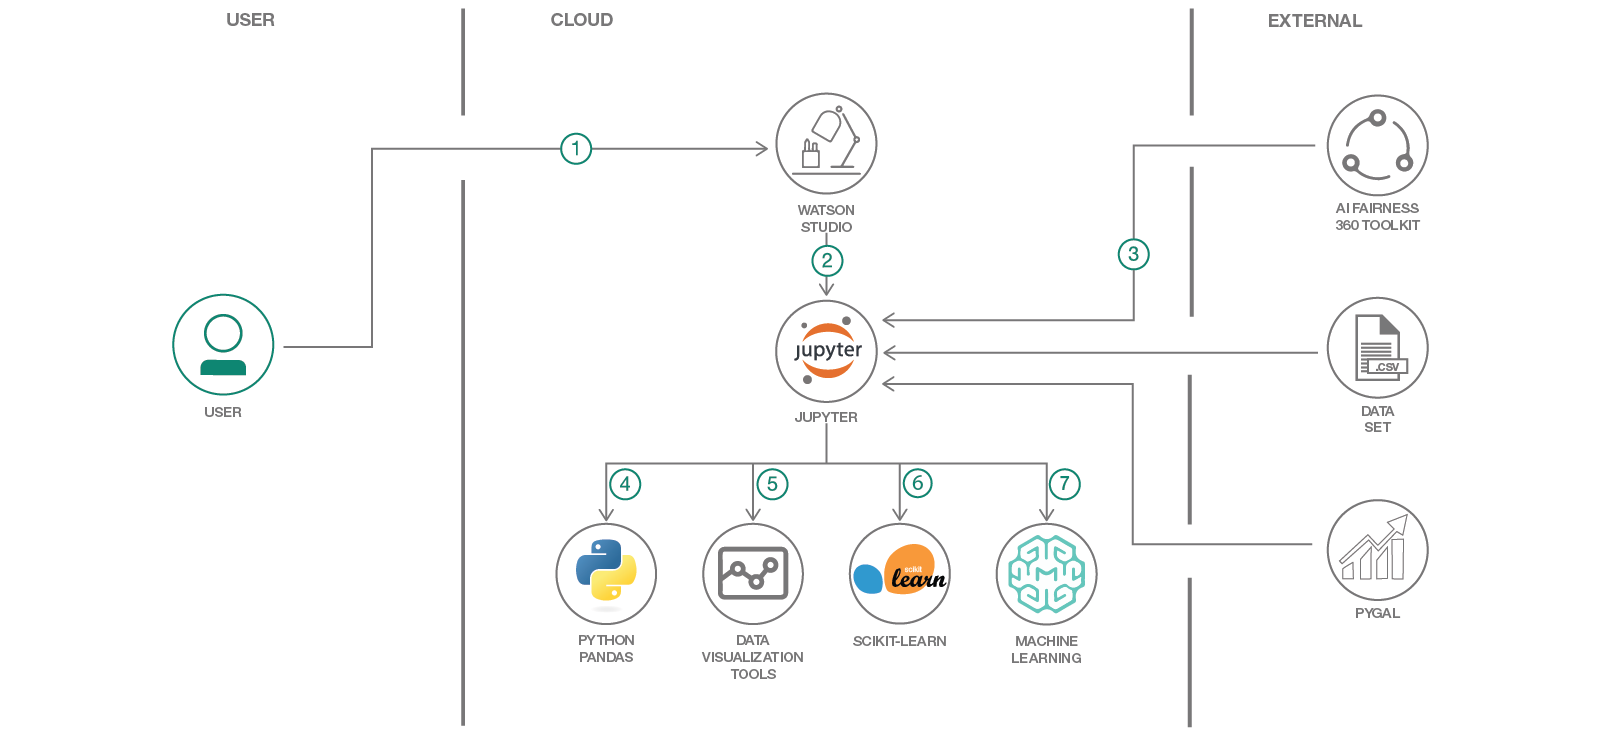 USER
CLOUD
EXTERNAL
1
WATSON
STUDIO
2
AI FAIRNESS
360 TOOLKIT
3
USER
jupyter
JUPYTER
.CSV
DATA
SET
4
5
6
7
PYTHON
PANDAS
DATA
VISUALIZATION
TOOLS
scikit
learn
SCIKIT-LEARN
M
MACHINE
LEARNING
PYGAL